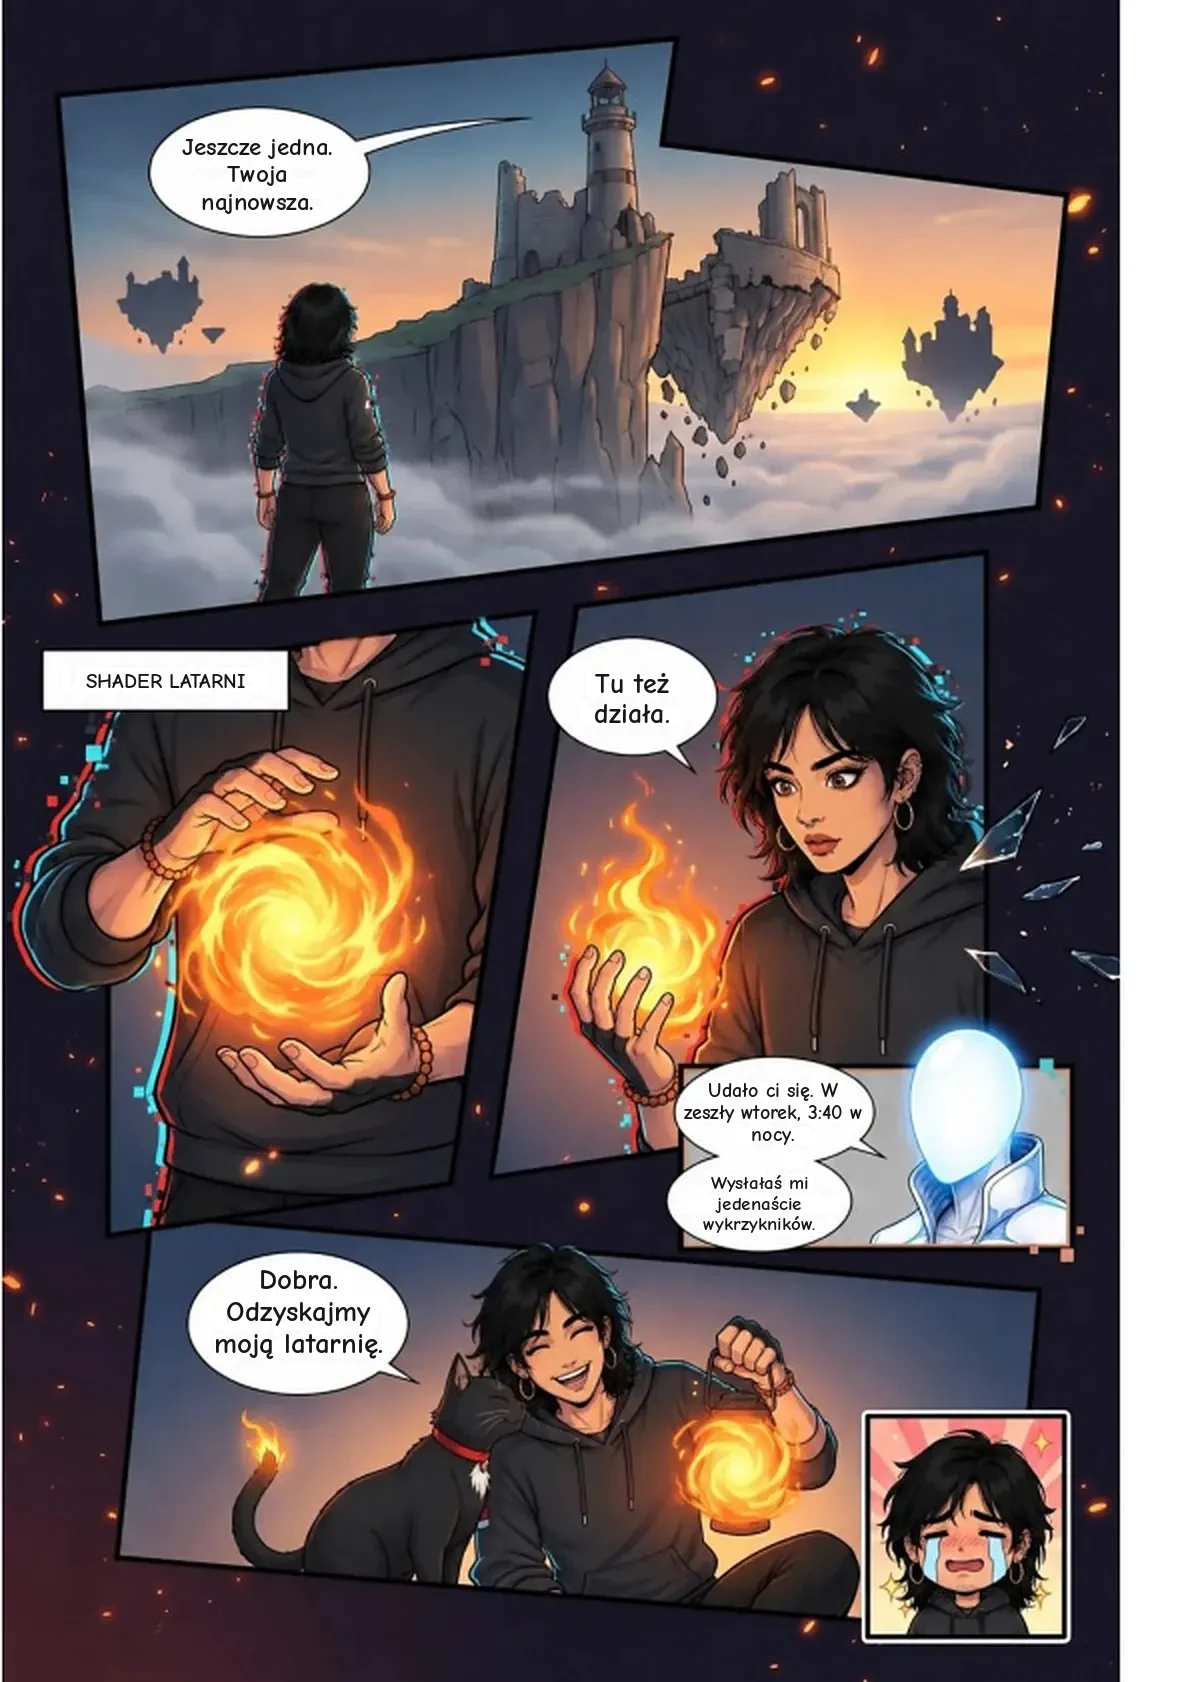 Jeszcze jedna.
Twoja
najnowsza.
SHADER LATARNI
Tu też
działa.
Udało ci się. W
zeszły wtorek, 3:40 w
nocy.
Wysłałaś mi
jedenaście
wykrzykników.
Dobra.
Odzyskajmy
moją latarnię.